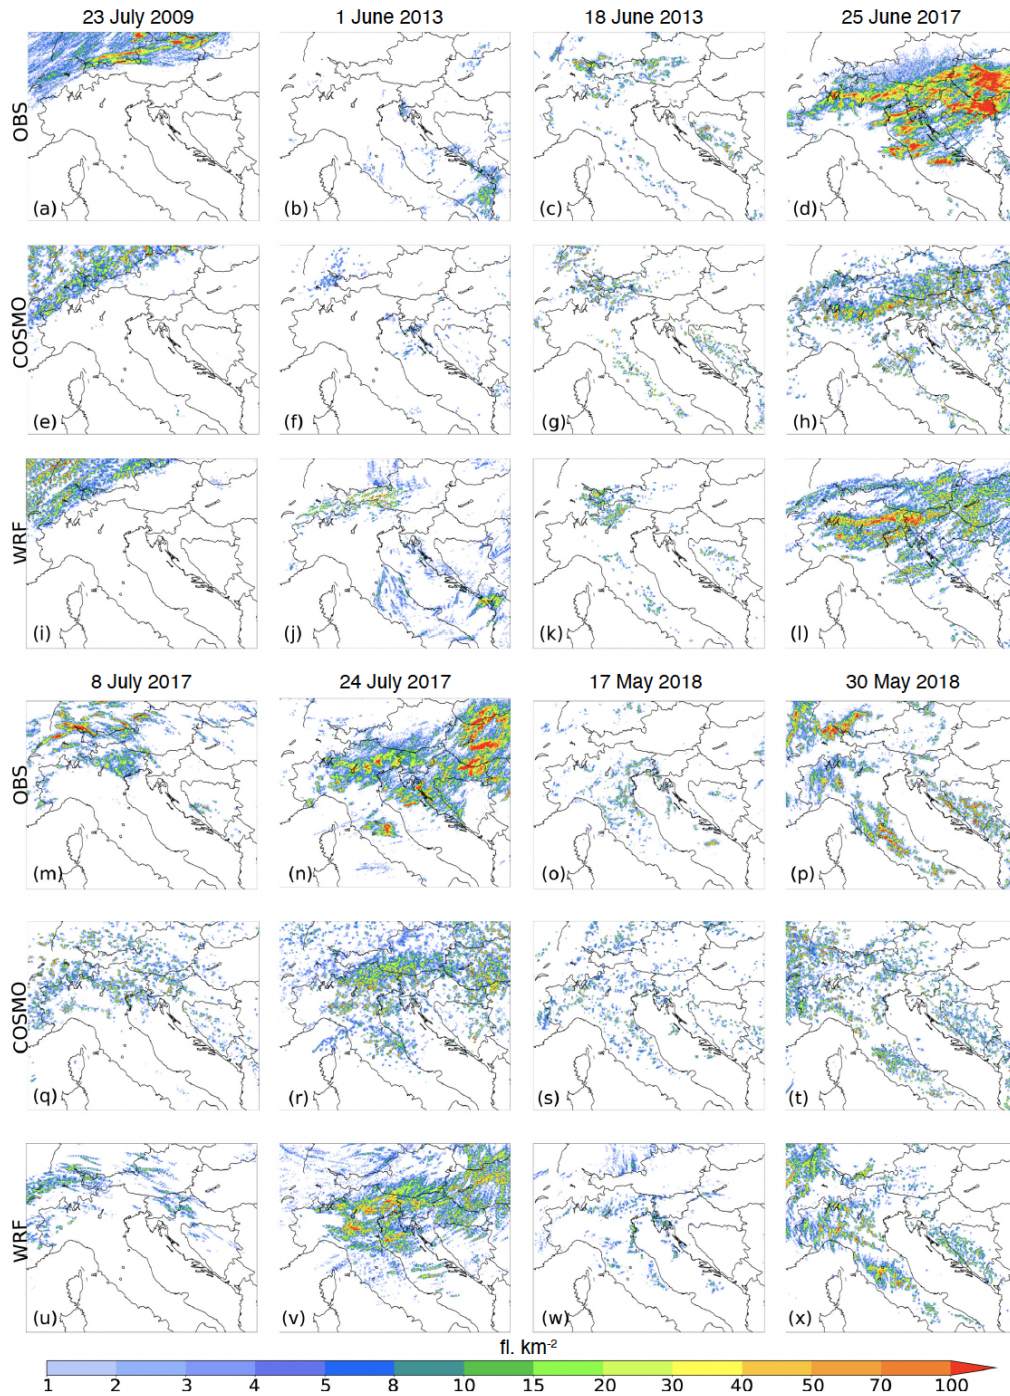 23 July 2009 1 June 2013 18 June 2013 25 June 2017
OBS
(a) (b) (c) (d)
COSMO
(e) (f) (g) (h)
WRF
(i) (j) (k) (l)
8 July 2017 24 July 2017 17 May 2018 30 May 2018
OBS
(m) (n) (o) (p)
COSMO
(q) (r) (s) (t)
WRF
(u) (v) (w) (x)
fl. km⁻²
1 2 3 4 5 8 10 15 20 30 40 50 70 100